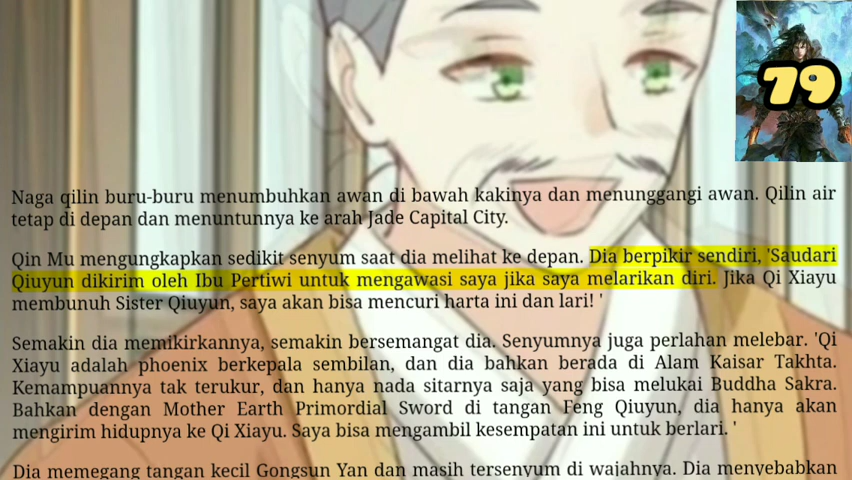 79
Naga qilin buru-buru menumbuhkan awan di bawah kakinya dan menunggangi awan. Qilin air
tetap di depan dan menuntunnya ke arah Jade Capital City.
Qin Mu mengungkapkan sedikit senyum saat dia melihat ke depan. Dia berpikir sendiri, 'Saudari
Qiuyun dikirim oleh Ibu Pertiwi untuk mengawasi saya jika saya melarikan diri. Jika Qi Xiayu
membunuh Sister Qiuyun, saya akan bisa mencuri harta ini dan lari! '
Semakin dia memikirkannya, semakin bersemangat dia. Senyumnya juga perlahan melebar. 'Qi
Xiayu adalah phoenix berkepala sembilan, dan dia bahkan berada di Alam Kaisar Takhta.
Kemampuannya tak terukur, dan hanya nada sitarnya saja yang bisa melukai Buddha Sakra.
Bahkan dengan Mother Earth Primordial Sword di tangan Feng Qiuyun, dia hanya akan
mengirim hidupnya ke Qi Xiayu. Saya bisa mengambil kesempatan ini untuk berlari. '
Dia memegang tangan kecil Gongsun Yan dan masih tersenyum di wajahnya. Dia menyebabkan